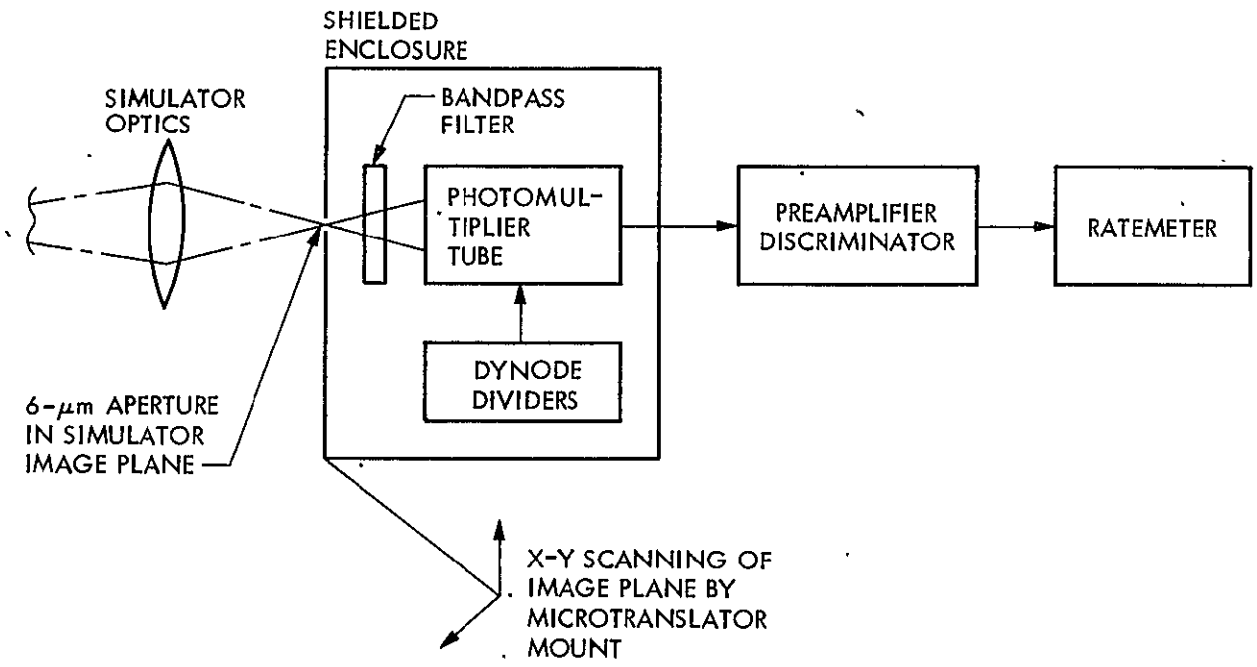 SHIELDED
ENCLOSURE
SIMULATOR
OPTICS
BANDPASS
FILTER
PHOTOMUL-
TIPLIER
TUBE
PREAMPLIFIER
DISCRIMINATOR
RATEMETER
DYNODE
DIVIDERS
6-μm APERTURE
IN SIMULATOR
IMAGE PLANE
X-Y SCANNING OF
IMAGE PLANE BY
MICROTRANSLATOR
MOUNT